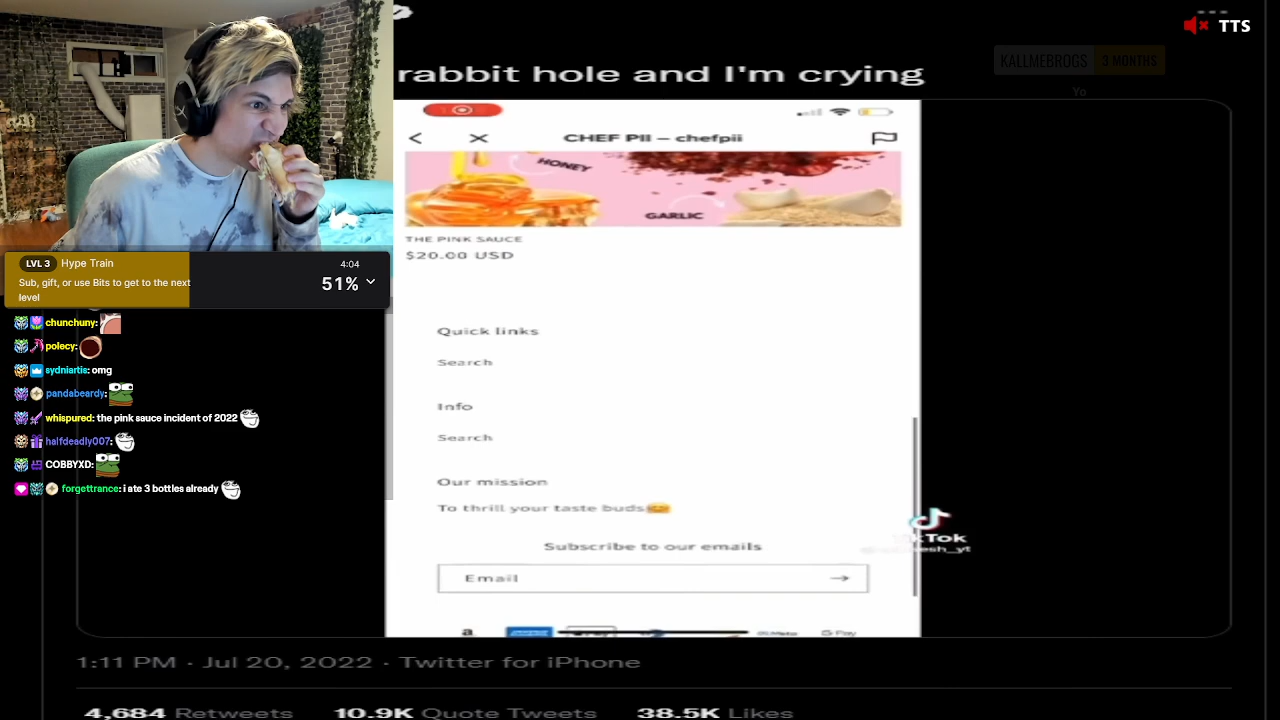 TTS
KALLMEBROGS 3 MONTHS
Yo
rabbit hole and I'm crying
CHEF PII – chefpii
HONEY
GARLIC
THE PINK SAUCE
$20.00 USD
Quick links
Search
Info
Search
Our mission
To thrill your taste buds😋
Subscribe to our emails
Email
LVL 3 Hype Train 4:04
Sub, gift, or use Bits to get to the next
level
51%
chunchuny:
polecy:
sydniartis: omg
pandabeardy:
whispured: the pink sauce incident of 2022
halfdeadly007:
COBBYXD:
forgettrance: i ate 3 bottles already
TikTok
1:11 PM · Jul 20, 2022 · Twitter for iPhone
4,684 Retweets 10.9K Quote Tweets 38.5K Likes